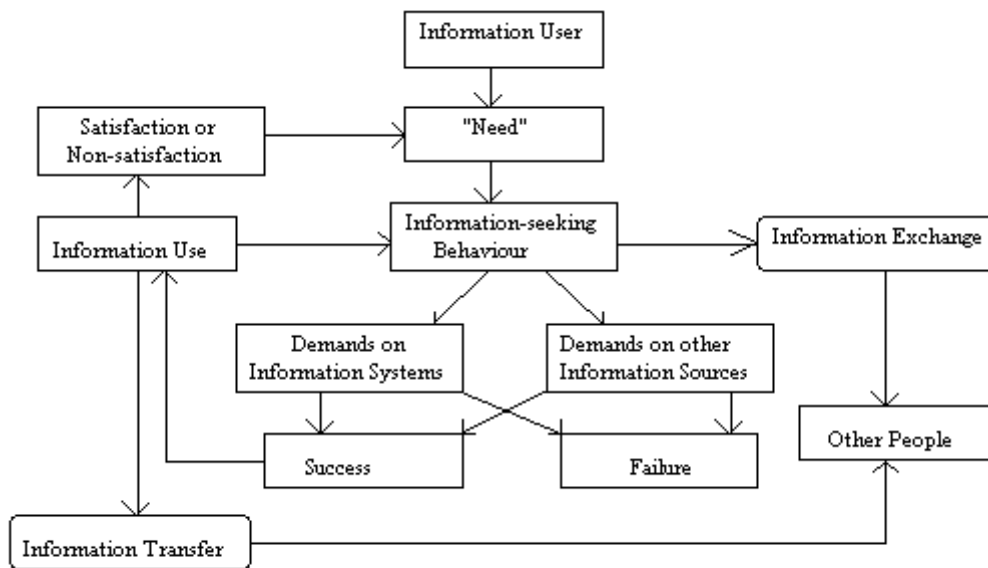 Information User
"Need"
Satisfaction or
Non-satisfaction
Information Use
Information-seeking
Behaviour
Information Exchange
Demands on
Information Systems
Demands on other
Information Sources
Success
Failure
Other People
Information Transfer